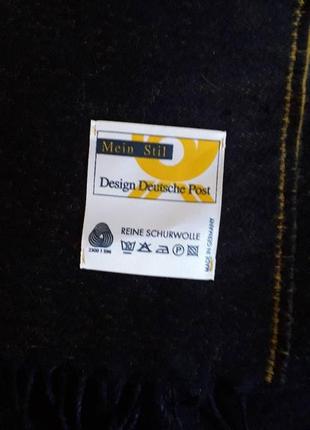 Mein Stil
Design Deutsche Post
REINE SCHURWOLLE
MADE IN GERMANY